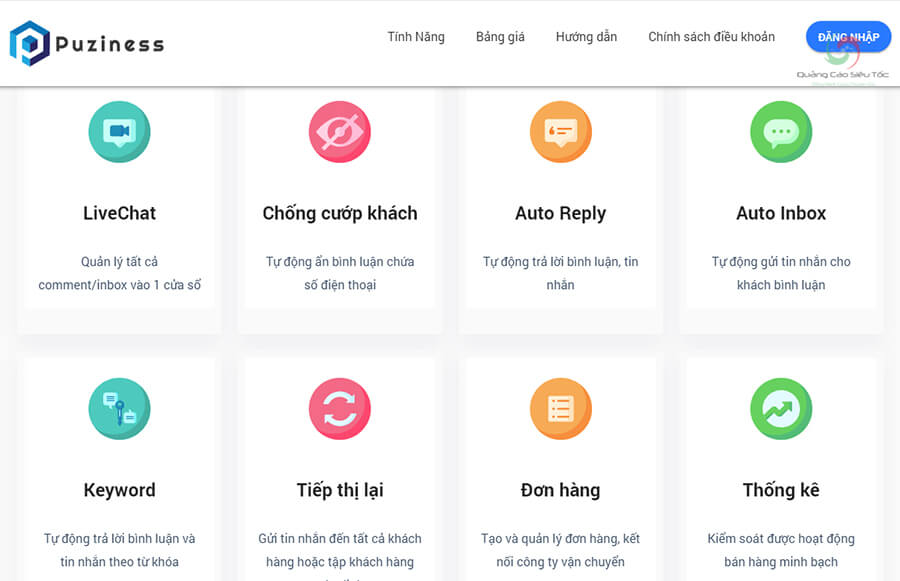 Puziness
Tính Năng
Bảng giá
Hướng dẫn
Chính sách điều khoản
ĐĂNG NHẬP
Quảng Cáo Siêu Tốc
LiveChat
Quản lý tất cả
comment/inbox vào 1 cửa sổ
Chống cướp khách
Tự động ẩn bình luận chứa
số điện thoại
Auto Reply
Tự động trả lời bình luận, tin
nhắn
Auto Inbox
Tự động gửi tin nhắn cho
khách bình luận
Keyword
Tự động trả lời bình luận và
tin nhắn theo từ khóa
Tiếp thị lại
Gửi tin nhắn đến tất cả khách
hàng hoặc tập khách hàng
Đơn hàng
Tạo và quản lý đơn hàng, kết
nối công ty vận chuyển
Thống kê
Kiểm soát được hoạt động
bán hàng minh bạch